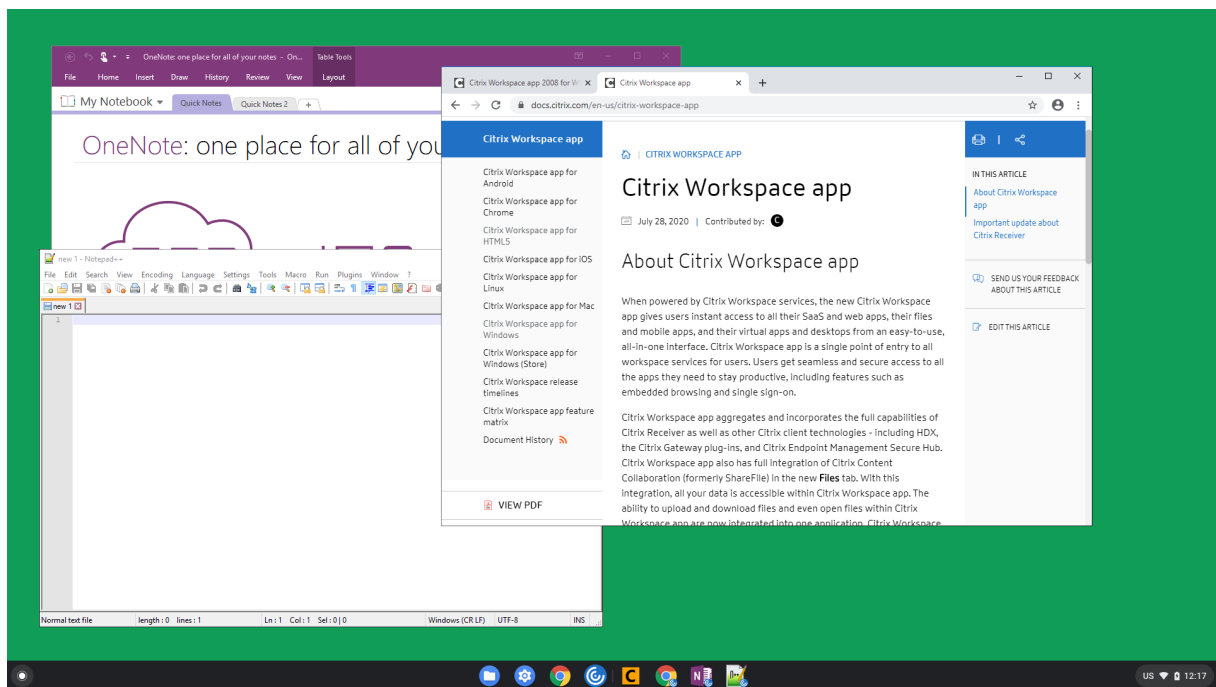 OneNote: one place for all of your notes - On... Table Tools
File Home Insert Draw History Review View Layout
My Notebook Quick Notes Quick Notes 2 +
OneNote: one place for all of you
new 1 - Notepad++
File Edit Search View Encoding Language Settings Tools Macro Run Plugins Window ?
new 1
1
Normal text file length : 0 lines : 1 Ln : 1 Col : 1 Sel : 0 | 0 Windows (CR LF) UTF-8 INS
Citrix Workspace app 2008 for W Citrix Workspace app
docs.citrix.com/en-us/citrix-workspace-app
Citrix Workspace app
Citrix Workspace app for
Android
Citrix Workspace app for
Chrome
Citrix Workspace app for
HTML5
Citrix Workspace app for iOS
Citrix Workspace app for
Linux
Citrix Workspace app for Mac
Citrix Workspace app for
Windows
Citrix Workspace app for
Windows (Store)
Citrix Workspace release
timelines
Citrix Workspace app feature
matrix
Document History
VIEW PDF
| CITRIX WORKSPACE APP
Citrix Workspace app
July 28, 2020 | Contributed by: C
About Citrix Workspace app
When powered by Citrix Workspace services, the new Citrix Workspace
app gives users instant access to all their SaaS and web apps, their files
and mobile apps, and their virtual apps and desktops from an easy-to-use,
all-in-one interface. Citrix Workspace app is a single point of entry to all
workspace services for users. Users get seamless and secure access to all
the apps they need to stay productive, including features such as
embedded browsing and single sign-on.
Citrix Workspace app aggregates and incorporates the full capabilities of
Citrix Receiver as well as other Citrix client technologies - including HDX,
the Citrix Gateway plug-ins, and Citrix Endpoint Management Secure Hub.
Citrix Workspace app also has full integration of Citrix Content
Collaboration (formerly ShareFile) in the new Files tab. With this
integration, all your data is accessible within Citrix Workspace app. The
ability to upload and download files and even open files within Citrix
Workspace app are now integrated into one application. Citrix Workspace
IN THIS ARTICLE
About Citrix Workspace
app
Important update about
Citrix Receiver
SEND US YOUR FEEDBACK
ABOUT THIS ARTICLE
EDIT THIS ARTICLE
US 12:17